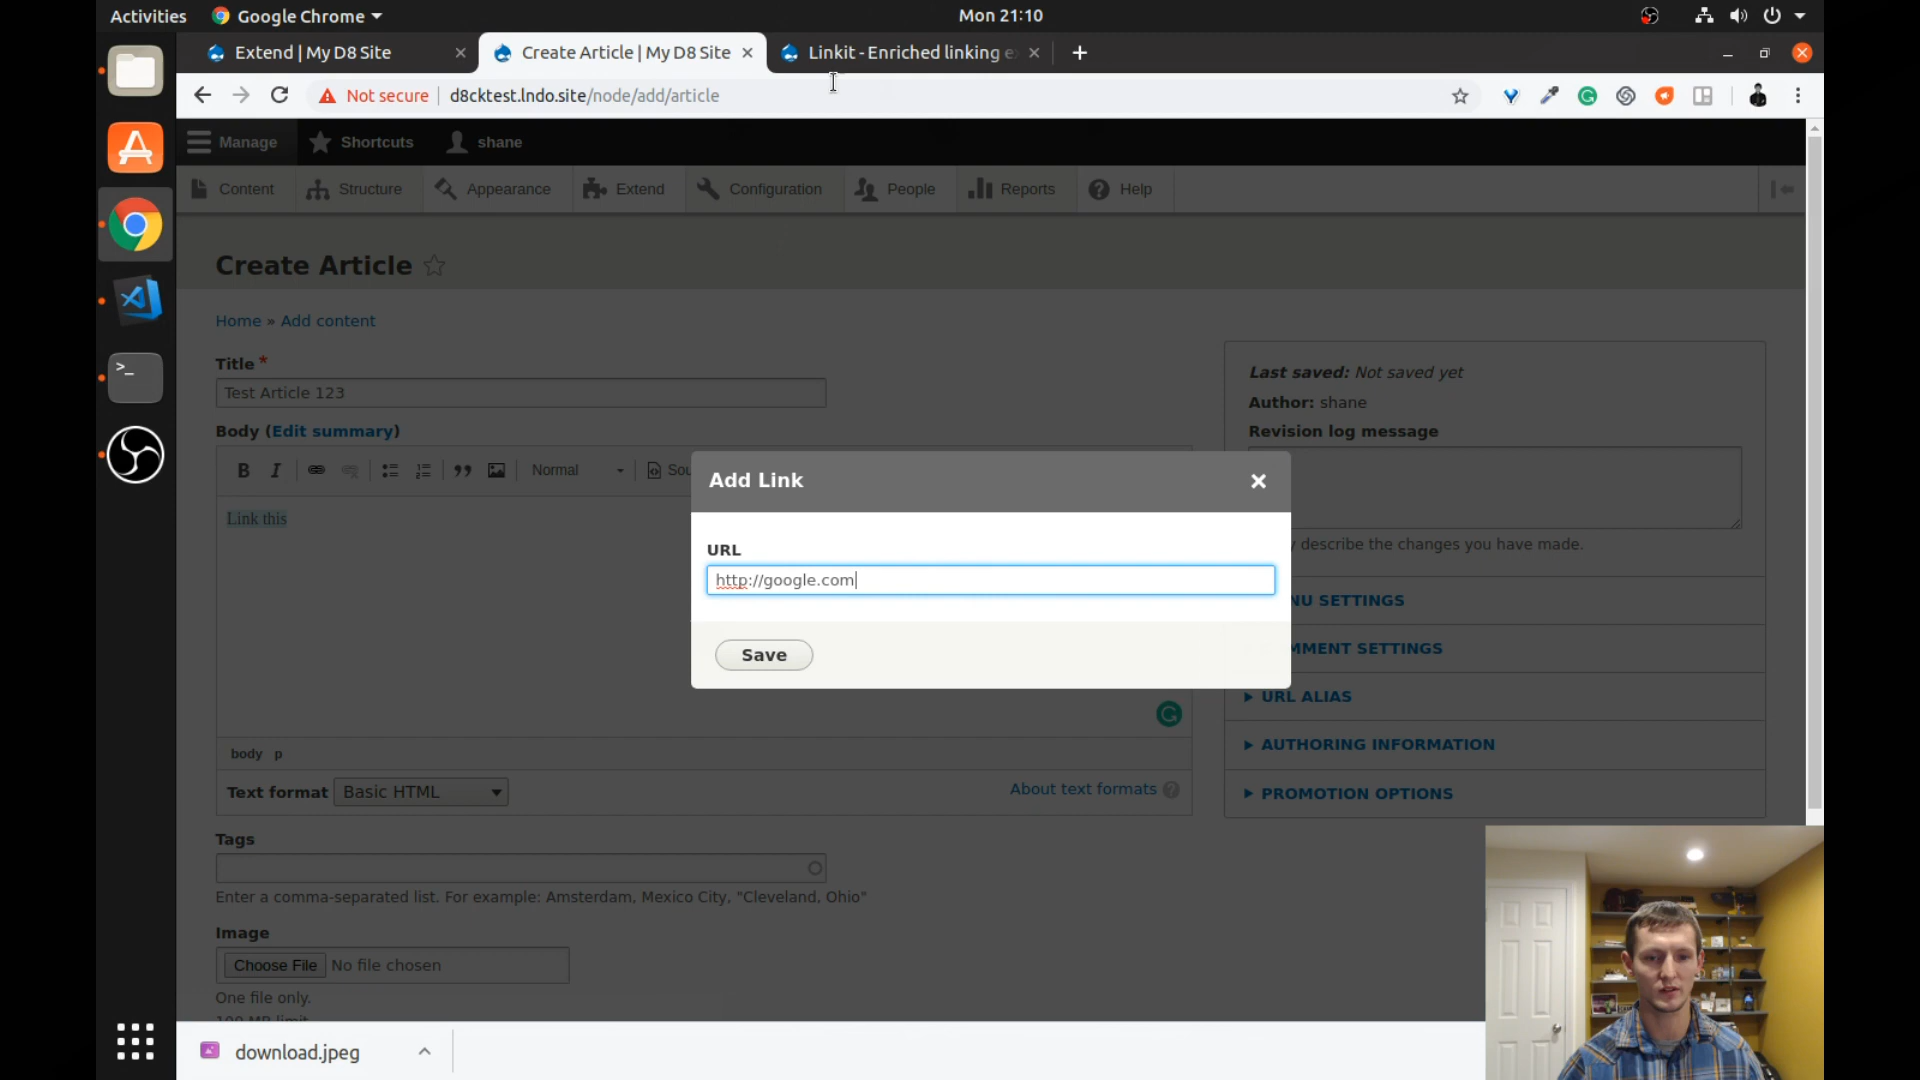 Activities Google Chrome Mon 21:10
Extend | My D8 Site Create Article | My D8 Site Linkit - Enriched linking e
Not secure d8cktest.lndo.site/node/add/article
Manage Shortcuts shane
Content Structure Appearance Extend Configuration People Reports Help
Create Article
Home » Add content
Title *
Test Article 123
Body (Edit summary)
B I Normal Sou
Link this
body p
Text format Basic HTML About text formats
Tags
Enter a comma-separated list. For example: Amsterdam, Mexico City, "Cleveland, Ohio"
Image
Choose File No file chosen
One file only.
100 MB limit
Last saved: Not saved yet
Author: shane
Revision log message
describe the changes you have made.
NU SETTINGS
MMENT SETTINGS
URL ALIAS
AUTHORING INFORMATION
PROMOTION OPTIONS
Add Link
URL
http://google.com
Save
download.jpeg